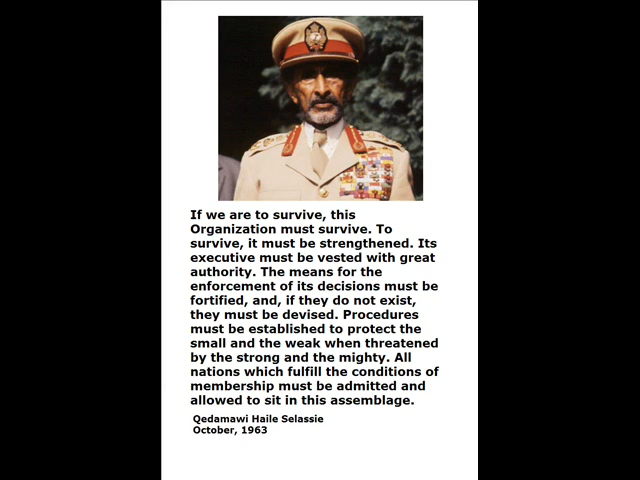 If we are to survive, this
Organization must survive. To
survive, it must be strengthened. Its
executive must be vested with great
authority. The means for the
enforcement of its decisions must be
fortified, and, if they do not exist,
they must be devised. Procedures
must be established to protect the
small and the weak when threatened
by the strong and the mighty. All
nations which fulfill the conditions of
membership must be admitted and
allowed to sit in this assemblage.
Qedamawi Haile Selassie
October, 1963